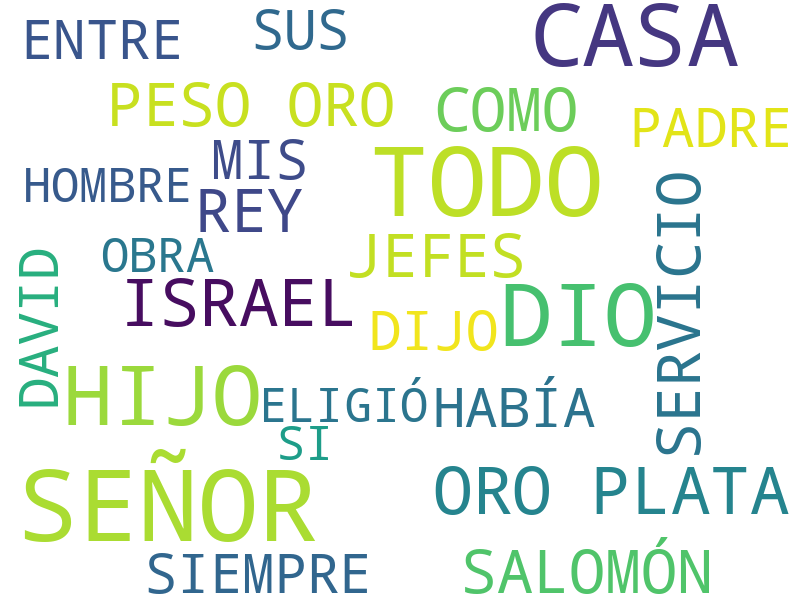 ENTRE
SUS
CASA
PESO ORO
COMO
PADRE
MIS
TODO
HOMBRE
REY
SERVICIO
OBRA
JEFES
DAVID
ISRAEL
DIJO
DIO
HIJO
ELIGIÓ
HABÍA
SI
SEÑOR
ORO PLATA
SIEMPRE
SALOMÓN